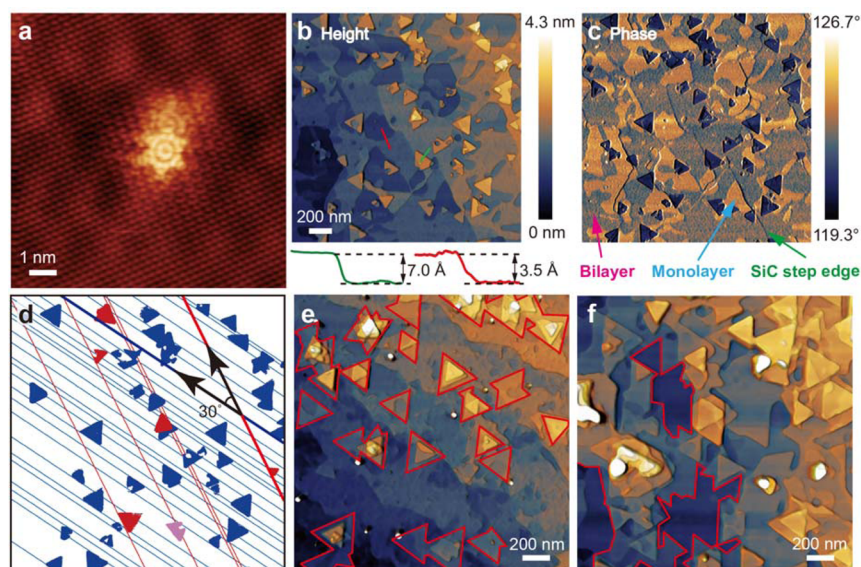 a
1 nm
b Height
200 nm
4.3 nm
0 nm
7.0 Å
3.5 Å
c Phase
126.7°
119.3°
Bilayer
Monolayer
SiC step edge
d
30°
e
200 nm
f
200 nm